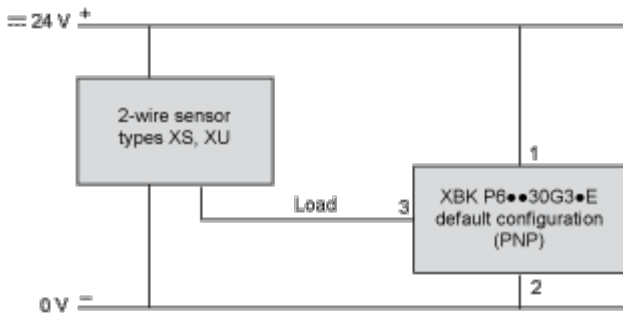 ⎓ 24 V +
2-wire sensor
types XS, XU
1
Load
3
XBK P6●●30G3●E
default configuration
(PNP)
2
0 V −